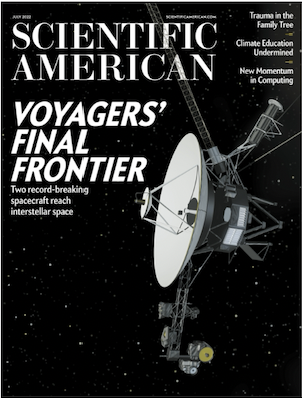 JULY 2022
SCIENTIFICAMERICAN.COM
SCIENTIFIC
AMERICAN
Trauma in the
Family Tree
Climate Education
Undermined
New Momentum
in Computing
VOYAGERS’
FINAL
FRONTIER
Two record-breaking
spacecraft reach
interstellar space